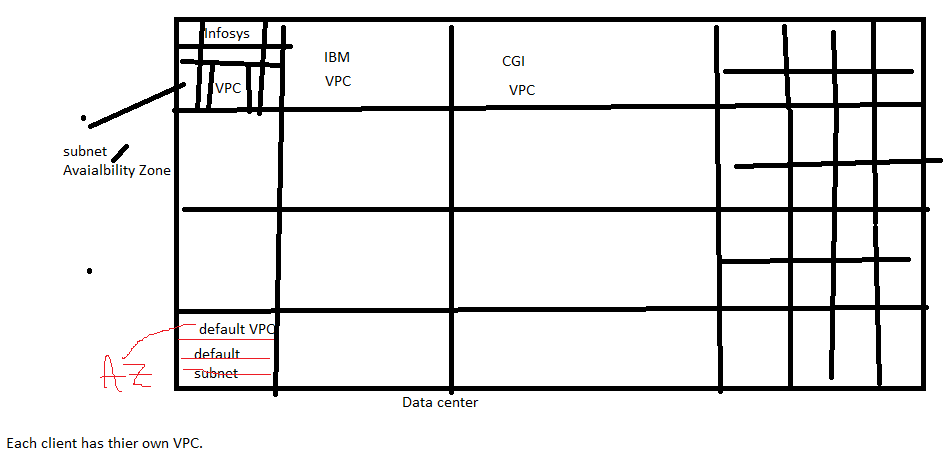 Infosys
IBM
VPC
CGI
VPC
VPC
subnet
Avaialbility Zone
default VPC
default
subnet
AZ
Data center
Each client has thier own VPC.